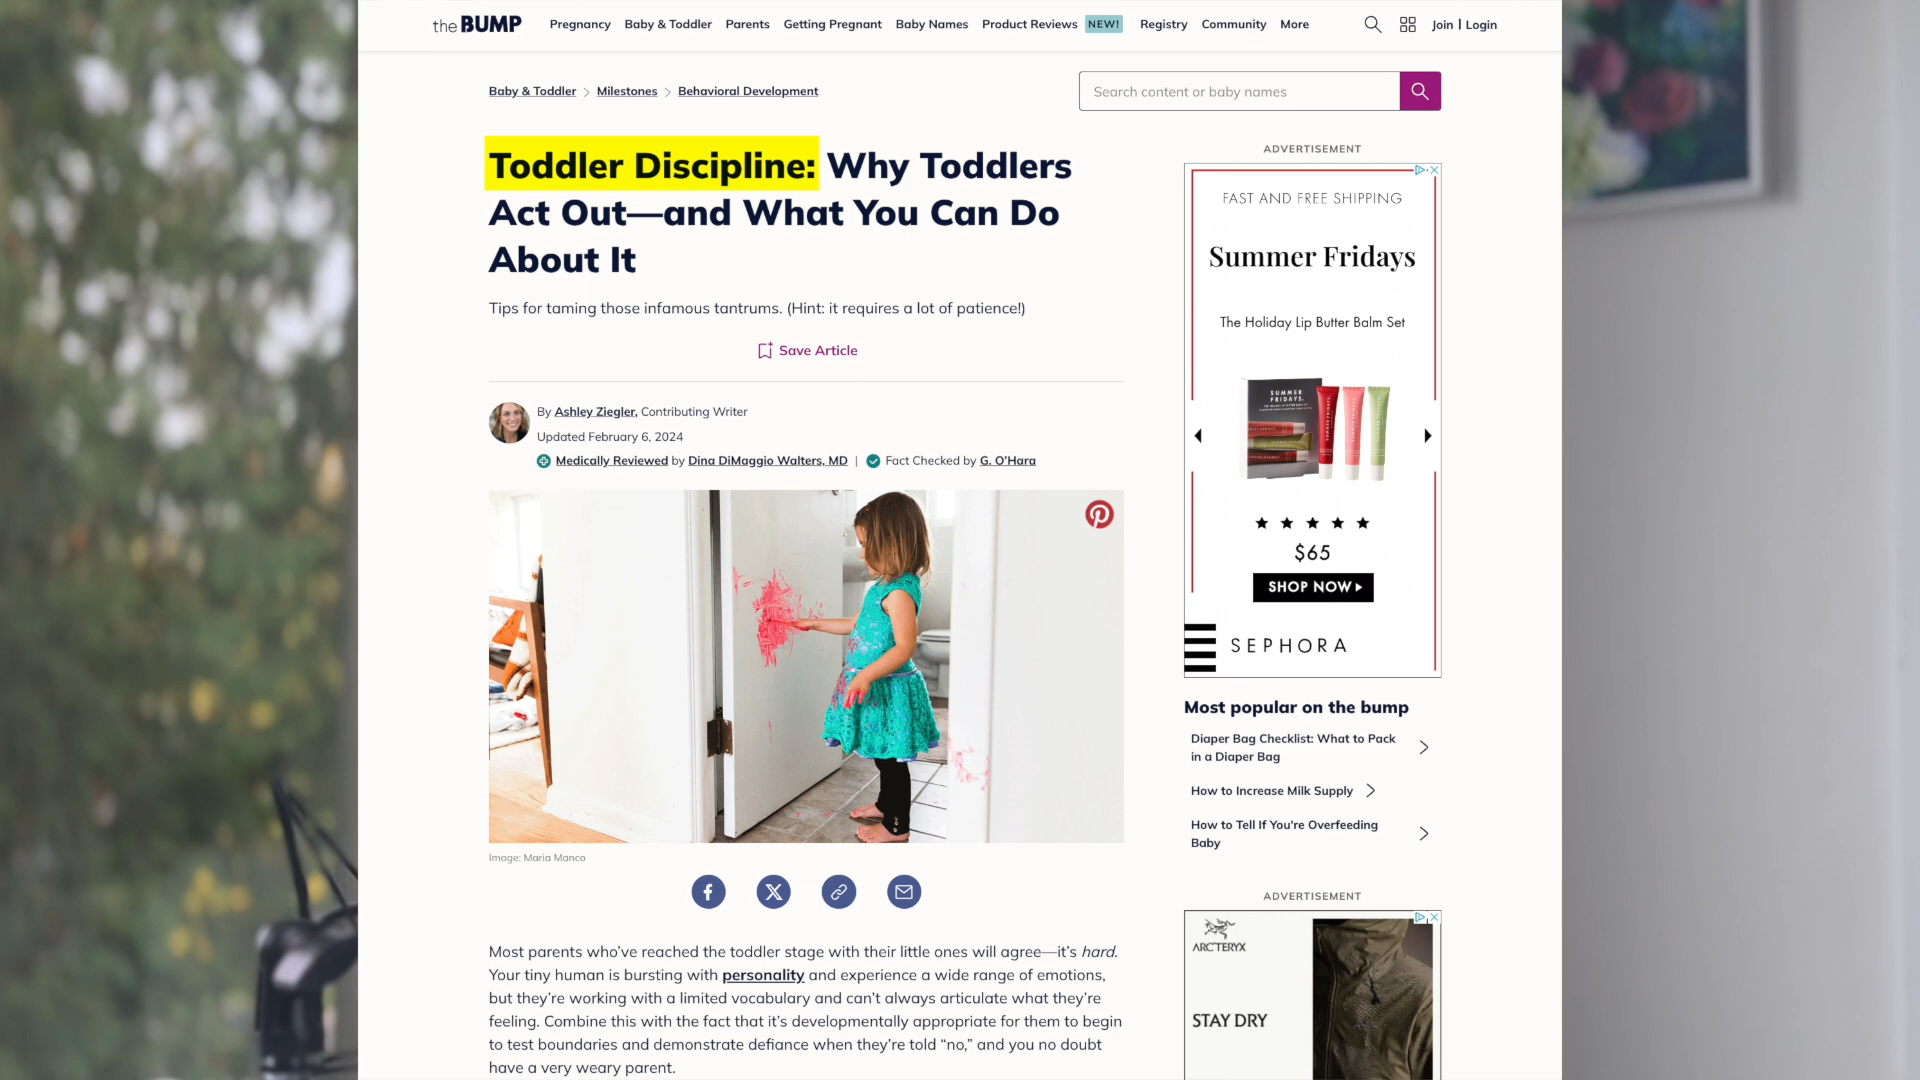 the BUMP
Pregnancy Baby & Toddler Parents Getting Pregnant Baby Names Product Reviews NEW! Registry Community More Join | Login
Baby & Toddler > Milestones > Behavioral Development
Search content or baby names
Toddler Discipline: Why Toddlers
Act Out—and What You Can Do
About It
Tips for taming those infamous tantrums. (Hint: it requires a lot of patience!)
Save Article
By Ashley Ziegler, Contributing Writer
Updated February 6, 2024
Medically Reviewed by Dina DiMaggio Walters, MD | Fact Checked by G. O'Hara
Image: Maria Manco
Most parents who've reached the toddler stage with their little ones will agree—it's hard.
Your tiny human is bursting with personality and experience a wide range of emotions,
but they're working with a limited vocabulary and can't always articulate what they're
feeling. Combine this with the fact that it's developmentally appropriate for them to begin
to test boundaries and demonstrate defiance when they're told “no,” and you no doubt
have a very weary parent.
ADVERTISEMENT
FAST AND FREE SHIPPING
Summer Fridays
The Holiday Lip Butter Balm Set
SUMMER
FRIDAYS
$65
SHOP NOW
SEPHORA
Most popular on the bump
Diaper Bag Checklist: What to Pack
in a Diaper Bag
How to Increase Milk Supply
How to Tell If You're Overfeeding
Baby
ADVERTISEMENT
ARC'TERYX
STAY DRY